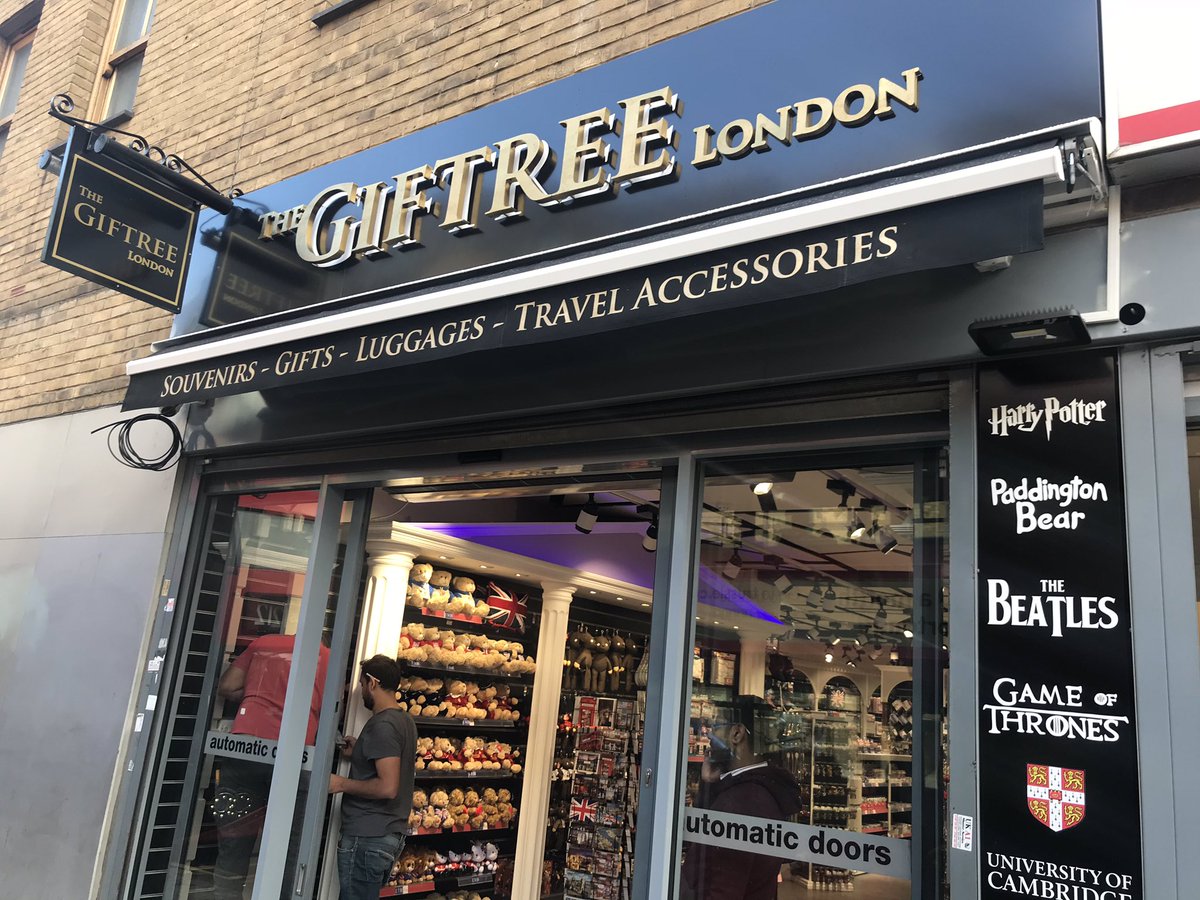 THE GIFTREE LONDON
THE
GIFTREE
LONDON
SOUVENIRS - GIFTS - LUGGAGES - TRAVEL ACCESSORIES
Harry Potter
Paddington
Bear
THE
BEATLES
GAME OF
THRONES
UNIVERSITY OF
CAMBRIDGE
automatic doors
automatic doors